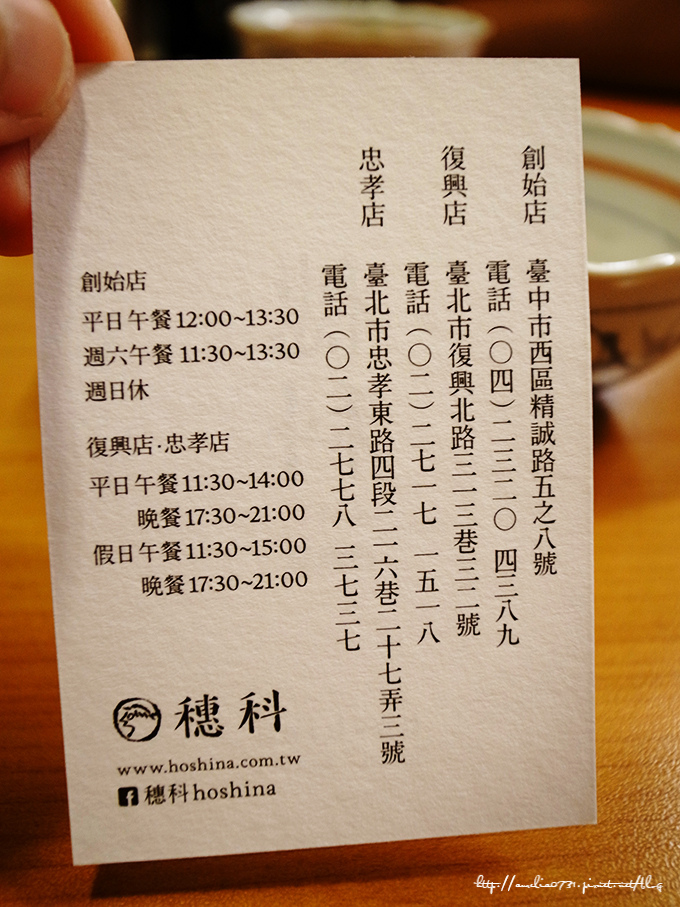 創始店 臺中市西區精誠路五之八號
電話（〇四）二三二〇 四三八九
復興店 臺北市復興北路三一三巷三二號
電話（〇二）二七一七 一五一八
忠孝店 臺北市忠孝東路四段二一六巷二十七弄三號
電話（〇二）二七七八 三七三七
創始店
平日午餐 12:00~13:30
週六午餐 11:30~13:30
週日休
復興店·忠孝店
平日午餐 11:30~14:00
晚餐 17:30~21:00
假日午餐 11:30~15:00
晚餐 17:30~21:00
穗科
www.hoshina.com.tw
f 穗科hoshina